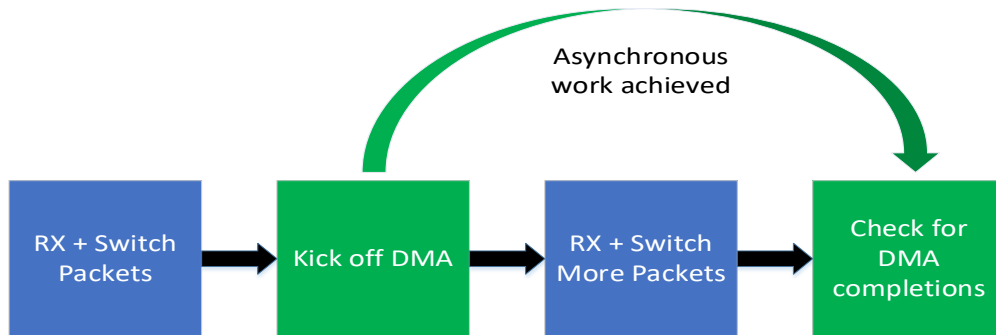 Asynchronous
work achieved
RX + Switch
Packets
Kick off DMA
RX + Switch
More Packets
Check for
DMA
completions